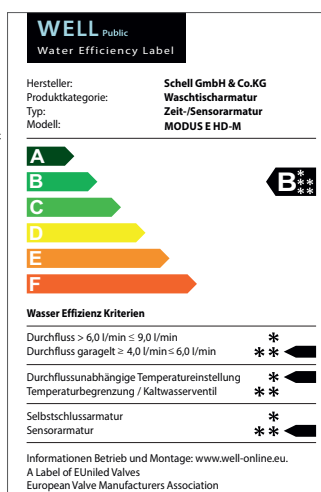 WELL Public
Water Efficiency Label
Hersteller: Schell GmbH & Co.KG
Produktkategorie: Waschtischarmatur
Typ: Zeit-/Sensorarmatur
Modell: MODUS E HD-M
A
B B*****
C
D
E
F
Wasser Effizienz Kriterien
Durchfluss > 6,0 l/min ≤ 9,0 l/min *
Durchfluss garagelt ≥ 4,0 l/min ≤ 6,0 l/min **
Durchflussunabhängige Temperatureinstellung *
Temperaturbegrenzung / Kaltwasserventil **
Selbstschlussarmatur *
Sensorarmatur **
Informationen Betrieb und Montage: www.well-online.eu.
A Label of EUnited Valves
European Valve Manufacturers Association